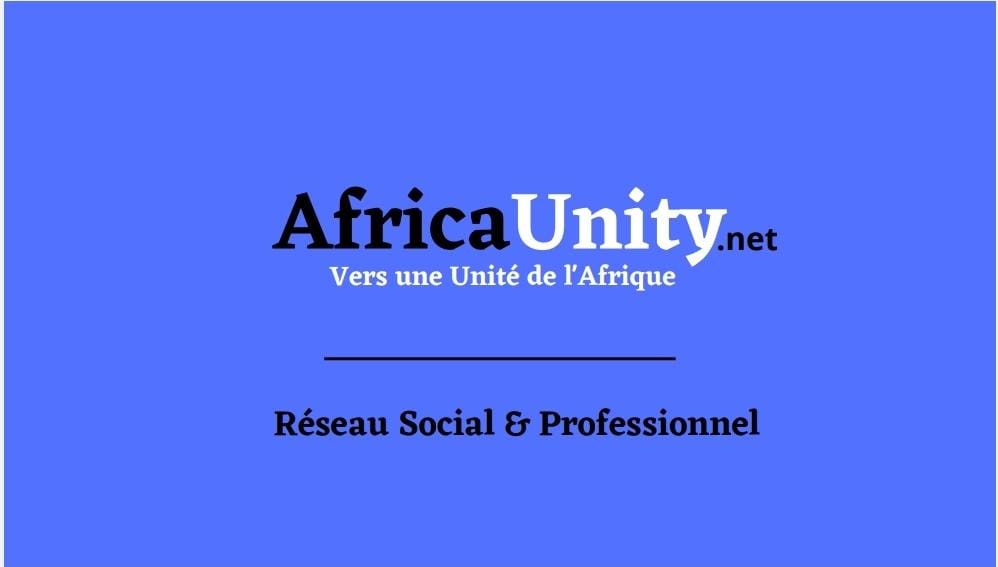 AfricaUnity.net
Vers une Unité de l'Afrique
Réseau Social & Professionnel